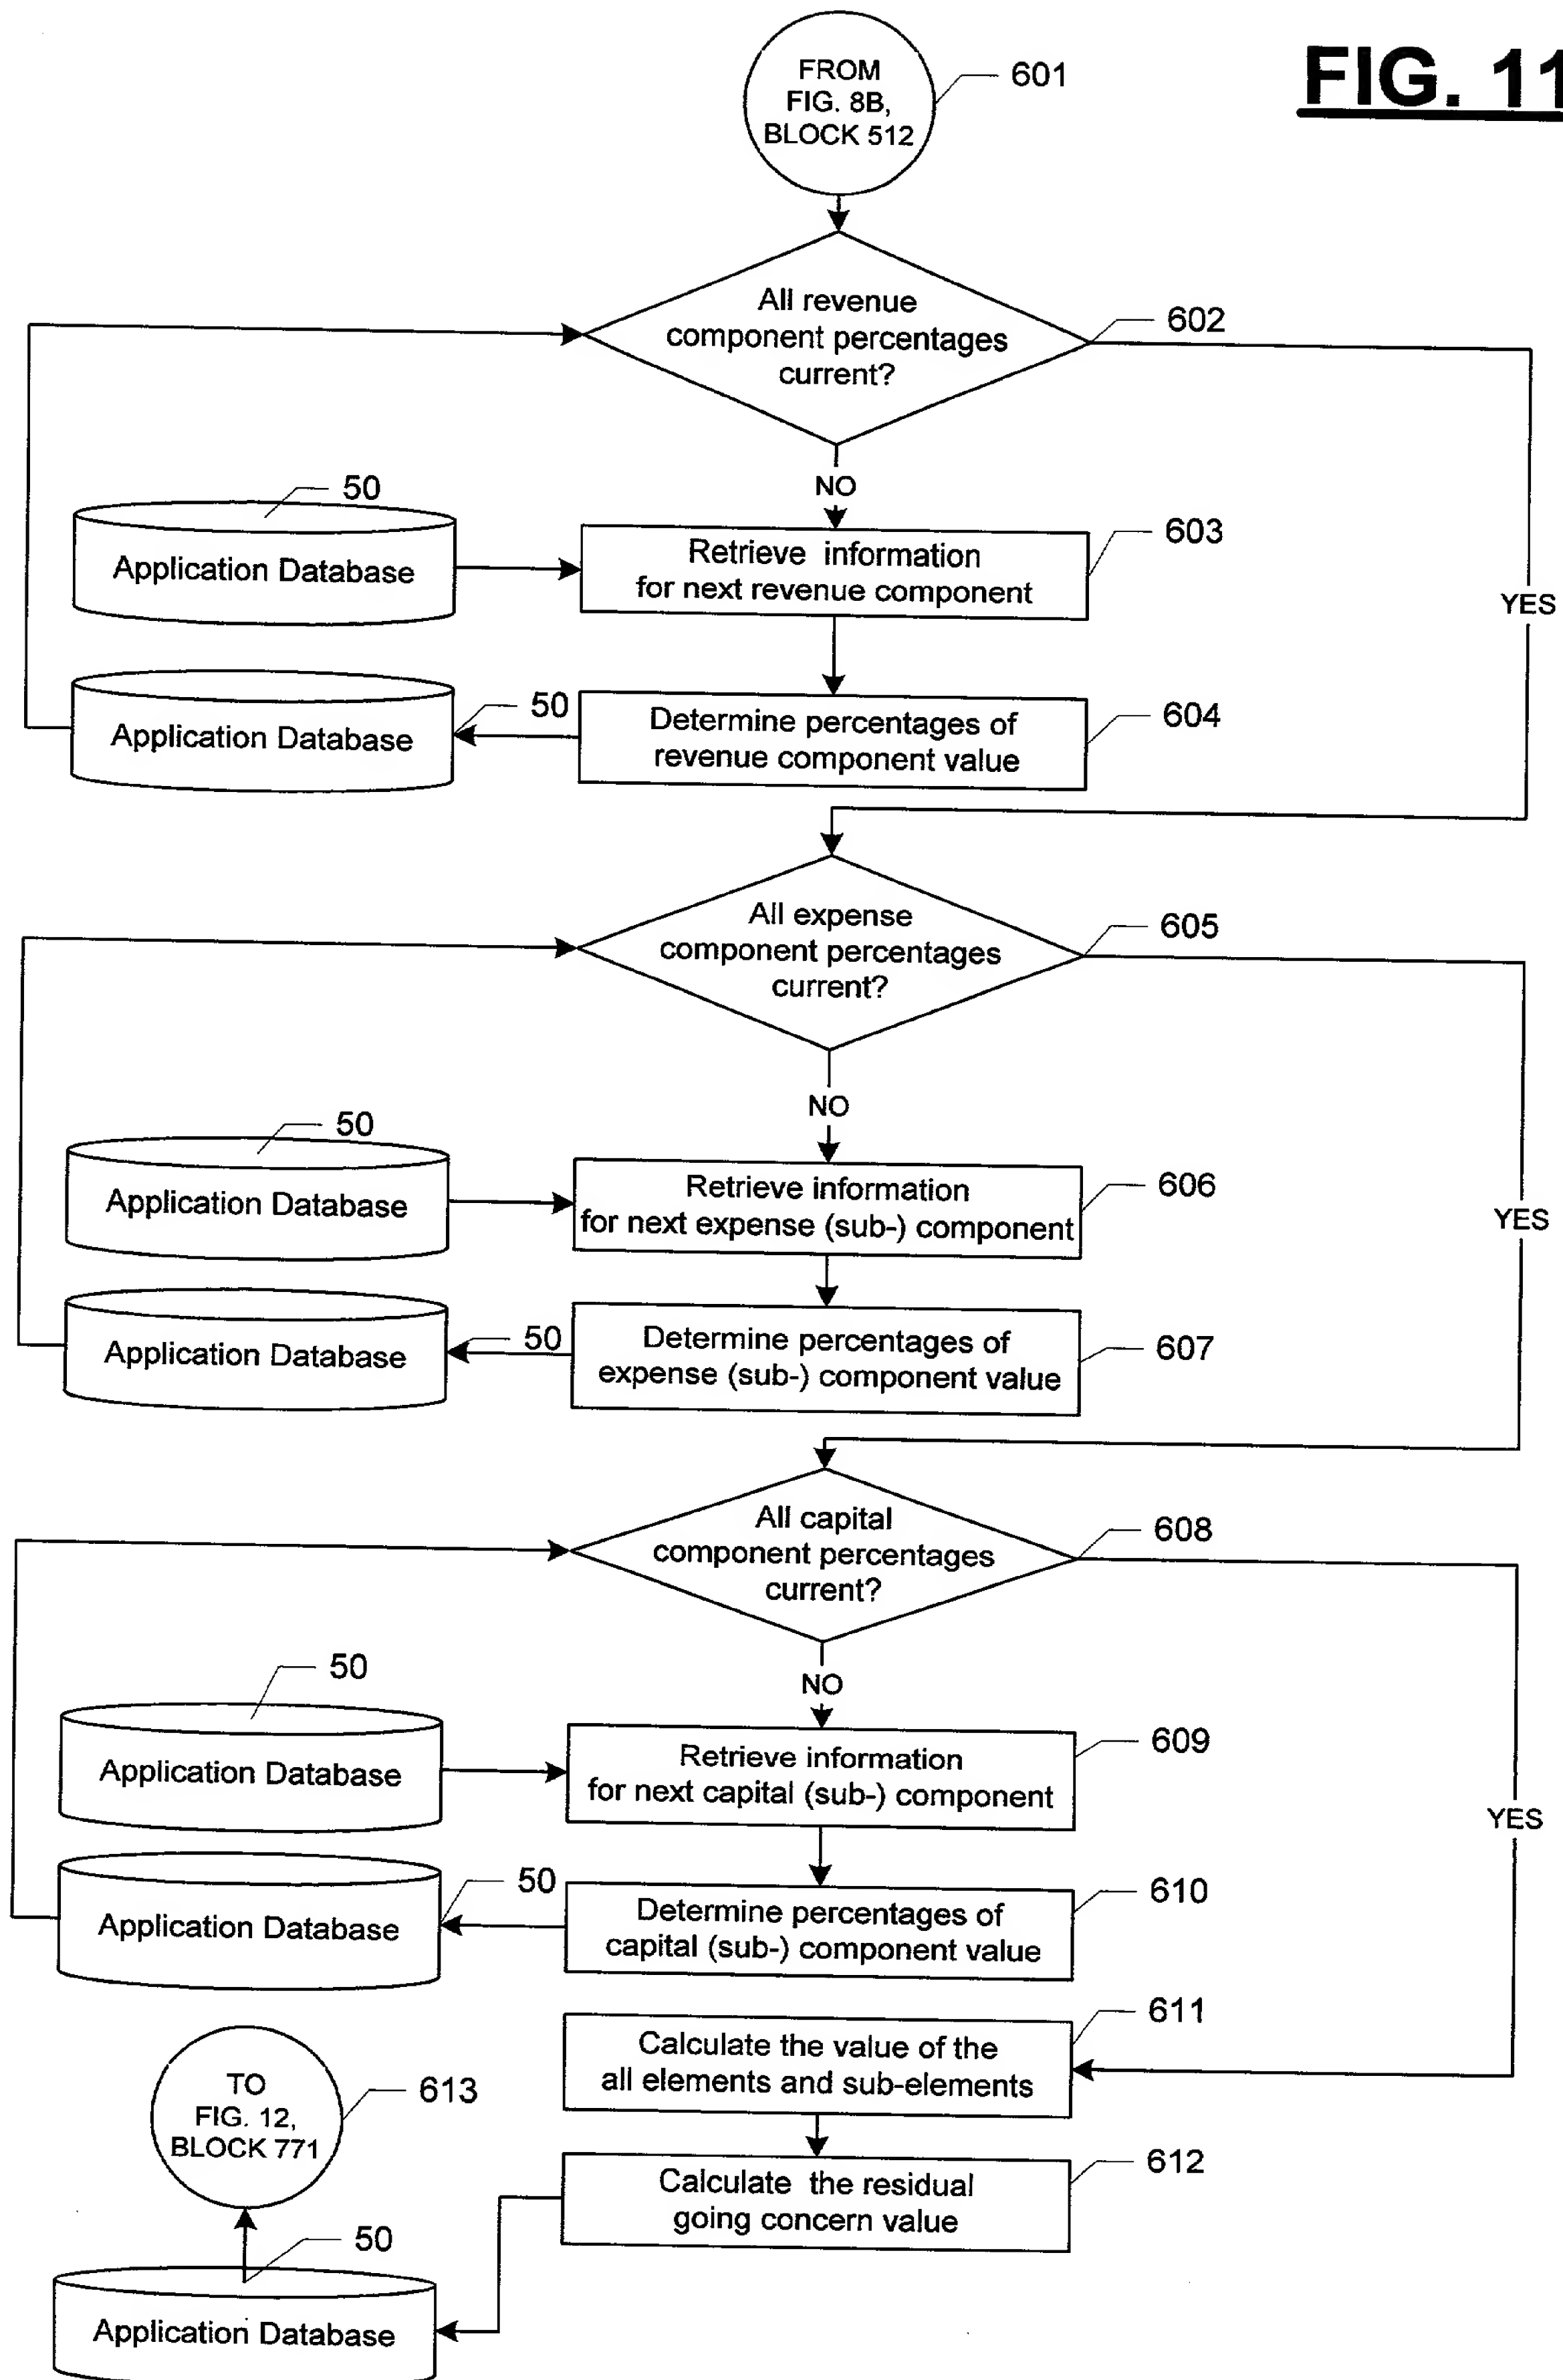 FIG. 11
FROM
FIG. 8B,
BLOCK 512
601
All revenue
component percentages
current?
602
NO
YES
50
Application Database
Retrieve information
for next revenue component
603
Application Database
50
Determine percentages of
revenue component value
604
All expense
component percentages
current?
605
NO
YES
50
Application Database
Retrieve information
for next expense (sub-) component
606
Application Database
50
Determine percentages of
expense (sub-) component value
607
All capital
component percentages
current?
608
NO
YES
50
Application Database
Retrieve information
for next capital (sub-) component
609
Application Database
50
Determine percentages of
capital (sub-) component value
610
Calculate the value of the
all elements and sub-elements
611
TO
FIG. 12,
BLOCK 771
613
Calculate the residual
going concern value
612
50
Application Database